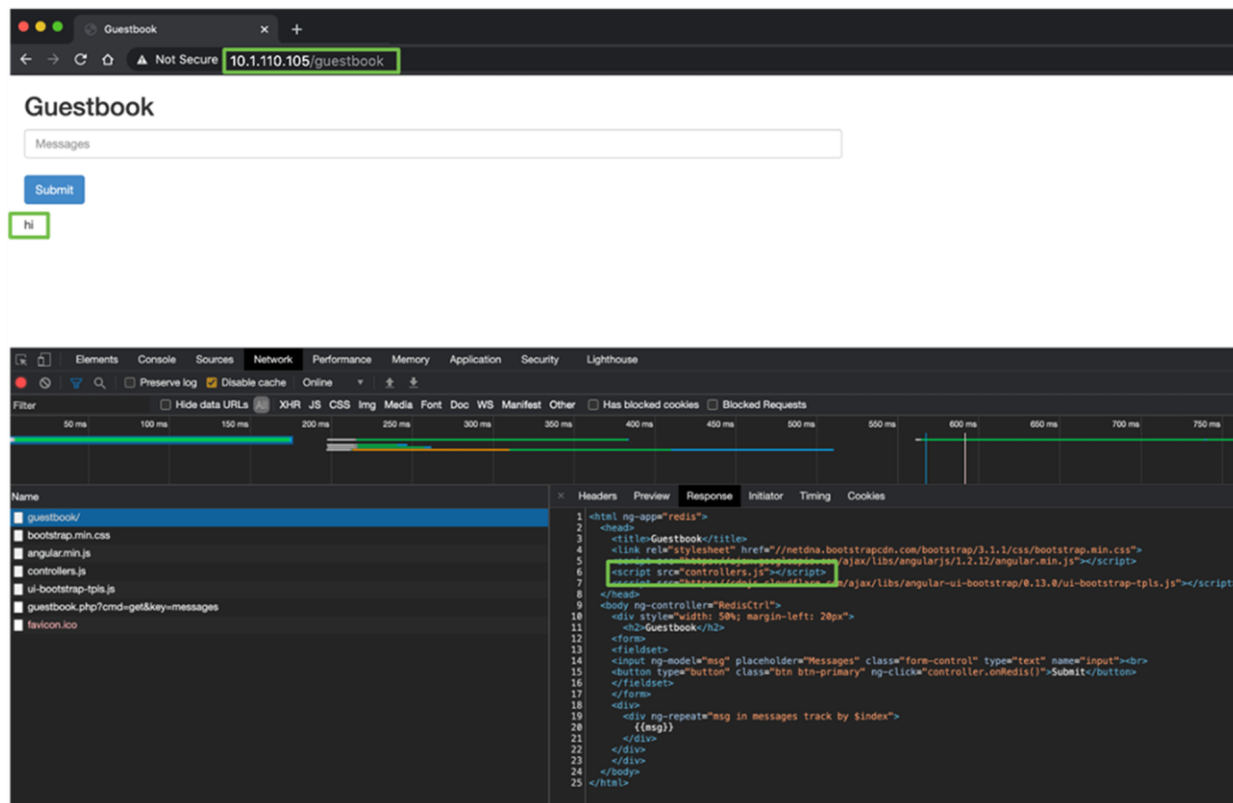 Guestbook × +
Not Secure 10.1.110.105/guestbook
Guestbook
Messages
Submit
hi
Elements Console Sources Network Performance Memory Application Security Lighthouse
Preserve log Disable cache Online
Filter Hide data URLs All XHR JS CSS Img Media Font Doc WS Manifest Other Has blocked cookies Blocked Requests
50 ms 100 ms 150 ms 200 ms 250 ms 300 ms 350 ms 400 ms 450 ms 500 ms 550 ms 600 ms 650 ms 700 ms 750 ms
Name
guestbook/
bootstrap.min.css
angular.min.js
controllers.js
ui-bootstrap-tpls.js
guestbook.php?cmd=get&key=messages
favicon.ico
× Headers Preview Response Initiator Timing Cookies
1 <html ng-app="redis">
2 <head>
3 <title>Guestbook</title>
4 <link rel="stylesheet" href="//netdna.bootstrapcdn.com/bootstrap/3.1.1/css/bootstrap.min.css">
5 <script src="https://ajax.googleapis.com/ajax/libs/angularjs/1.2.12/angular.min.js"></script>
6 <script src="controllers.js"></script>
7 <script src="https://cdnjs.cloudflare.com/ajax/libs/angular-ui-bootstrap/0.13.0/ui-bootstrap-tpls.js"></script
8 </head>
9 <body ng-controller="RedisCtrl">
10 <div style="width: 50%; margin-left: 20px">
11 <h2>Guestbook</h2>
12 <form>
13 <fieldset>
14 <input ng-model="msg" placeholder="Messages" class="form-control" type="text" name="input"><br>
15 <button type="button" class="btn btn-primary" ng-click="controller.onRedis()">Submit</button>
16 </fieldset>
17 </form>
18 <div>
19 <div ng-repeat="msg in messages track by $index">
20 {{msg}}
21 </div>
22 </div>
23 </div>
24 </body>
25 </html>